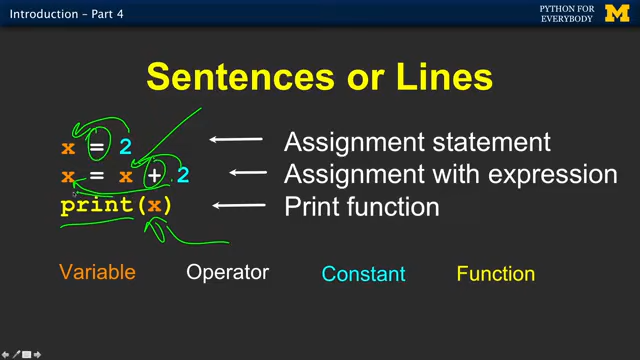 Introduction – Part 4
PYTHON FOR
EVERYBODY
M
Sentences or Lines
x = 2
Assignment statement
x = x + 2
Assignment with expression
print(x)
Print function
Variable
Operator
Constant
Function